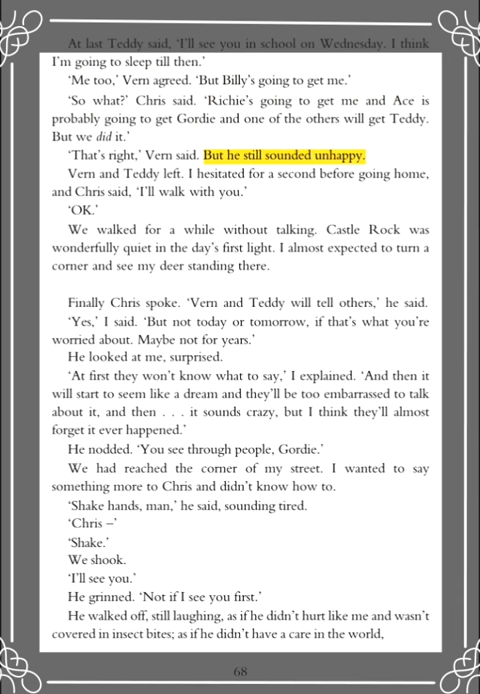 At last Teddy said, ‘I’ll see you in school on Wednesday. I think
I’m going to sleep till then.’
‘Me too,’ Vern agreed. ‘But Billy’s going to get me.’
‘So what?’ Chris said. ‘Richie’s going to get me and Ace is
probably going to get Gordie and one of the others will get Teddy.
But we did it.’
‘That’s right,’ Vern said. But he still sounded unhappy.
Vern and Teddy left. I hesitated for a second before going home,
and Chris said, ‘I’ll walk with you.’
‘OK.’
We walked for a while without talking. Castle Rock was
wonderfully quiet in the day’s first light. I almost expected to turn a
corner and see my deer standing there.
Finally Chris spoke. ‘Vern and Teddy will tell others,’ he said.
‘Yes,’ I said. ‘But not today or tomorrow, if that’s what you’re
worried about. Maybe not for years.’
He looked at me, surprised.
‘At first they won’t know what to say,’ I explained. ‘And then it
will start to seem like a dream and they’ll be too embarrassed to talk
about it, and then . . . it sounds crazy, but I think they’ll almost
forget it ever happened.’
He nodded. ‘You see through people, Gordie.’
We had reached the corner of my street. I wanted to say
something more to Chris and didn’t know how to.
‘Shake hands, man,’ he said, sounding tired.
‘Chris –’
‘Shake.’
We shook.
‘I’ll see you.’
He grinned. ‘Not if I see you first.’
He walked off, still laughing, as if he didn’t hurt like me and wasn’t
covered in insect bites; as if he didn’t have a care in the world,
68